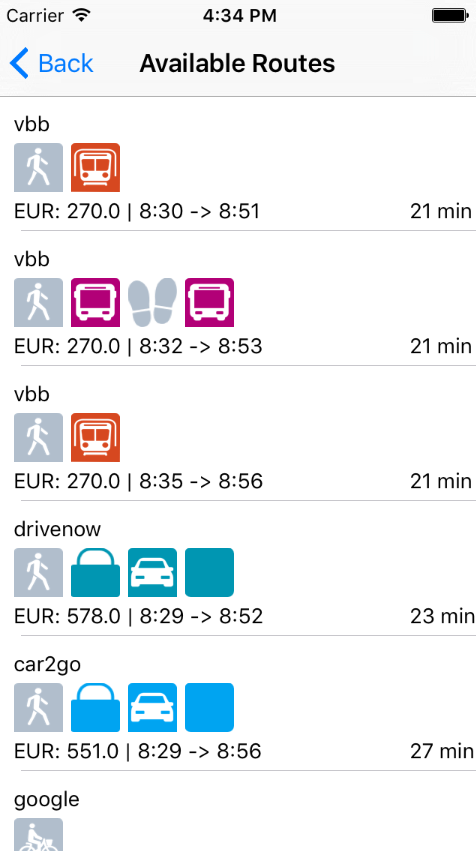 Carrier 4:34 PM
Back Available Routes
vbb
EUR: 270.0 | 8:30 -> 8:51 21 min
vbb
EUR: 270.0 | 8:32 -> 8:53 21 min
vbb
EUR: 270.0 | 8:35 -> 8:56 21 min
drivenow
EUR: 578.0 | 8:29 -> 8:52 23 min
car2go
EUR: 551.0 | 8:29 -> 8:56 27 min
google